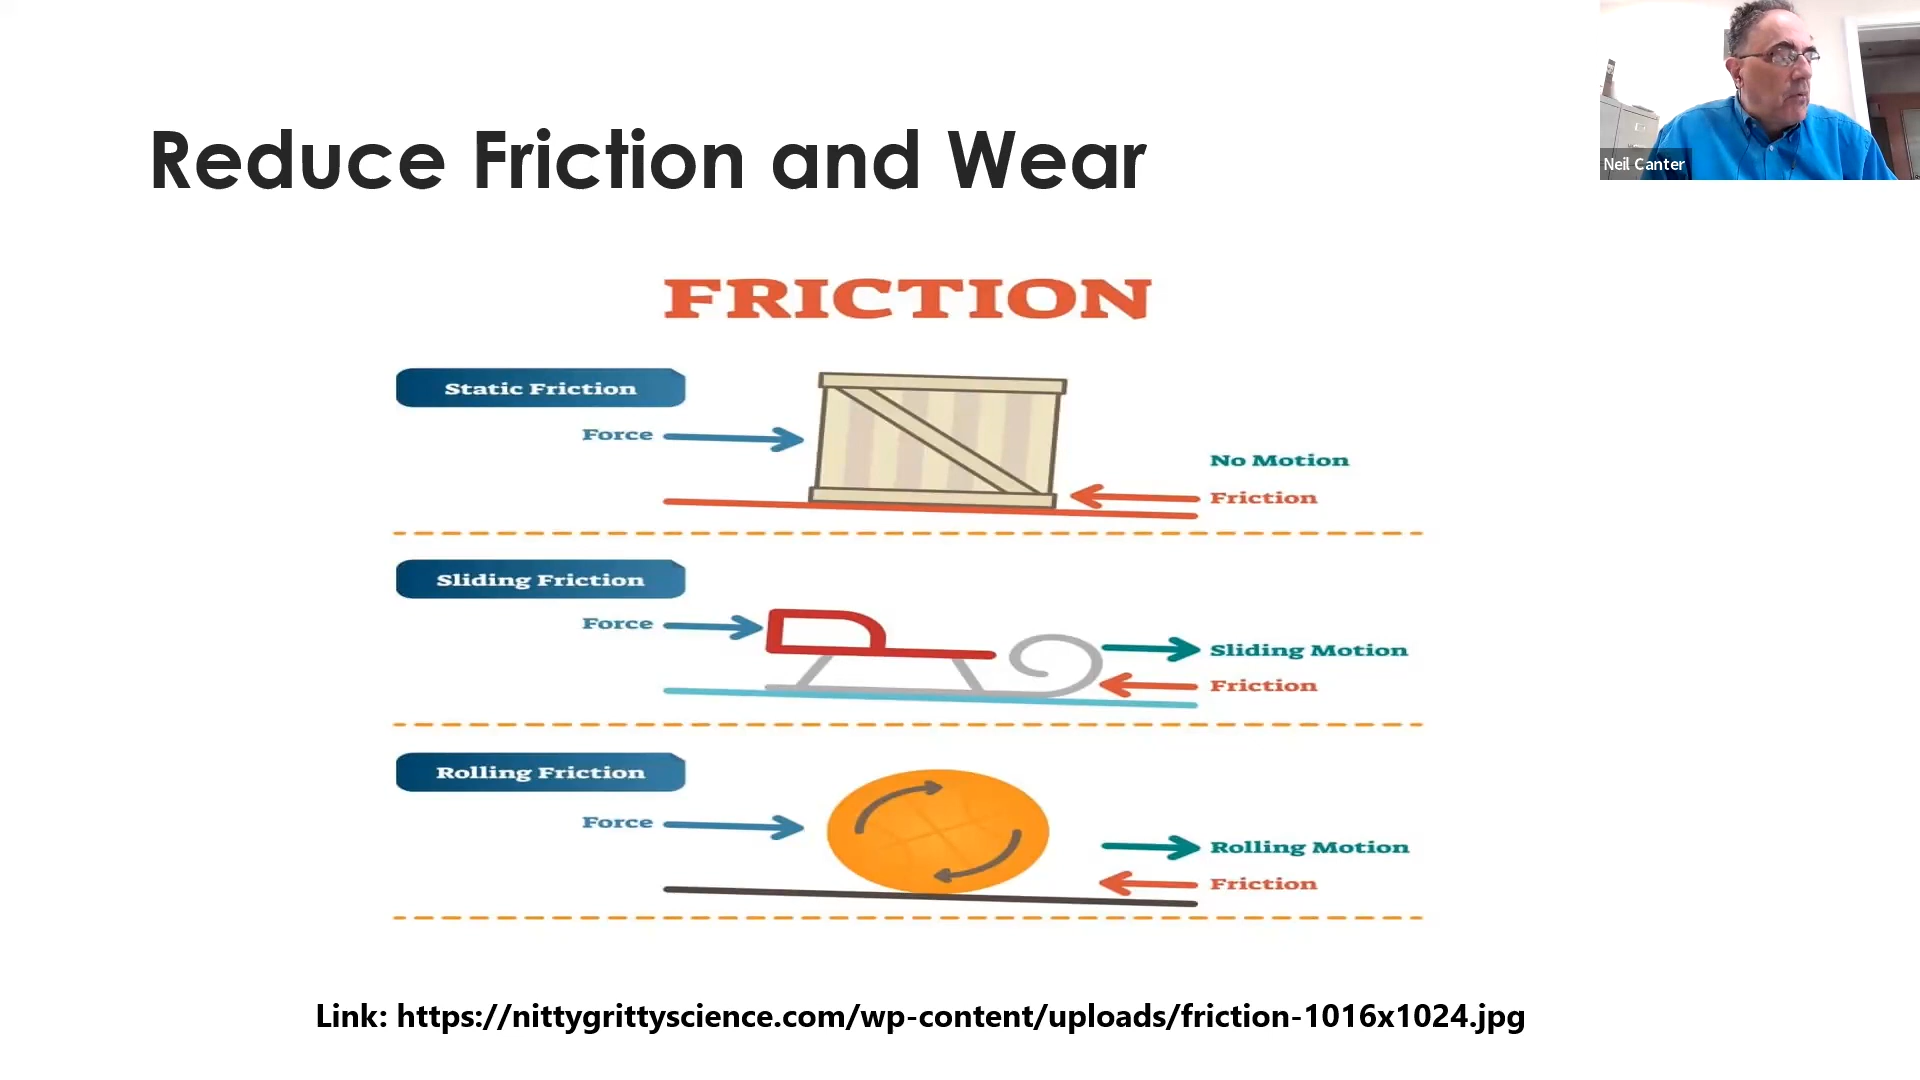 Neil Canter
Reduce Friction and Wear
FRICTION
Static Friction
Force
No Motion
Friction
Sliding Friction
Force
Sliding Motion
Friction
Rolling Friction
Force
Rolling Motion
Friction
Link: https://nittygrittyscience.com/wp-content/uploads/friction-1016x1024.jpg